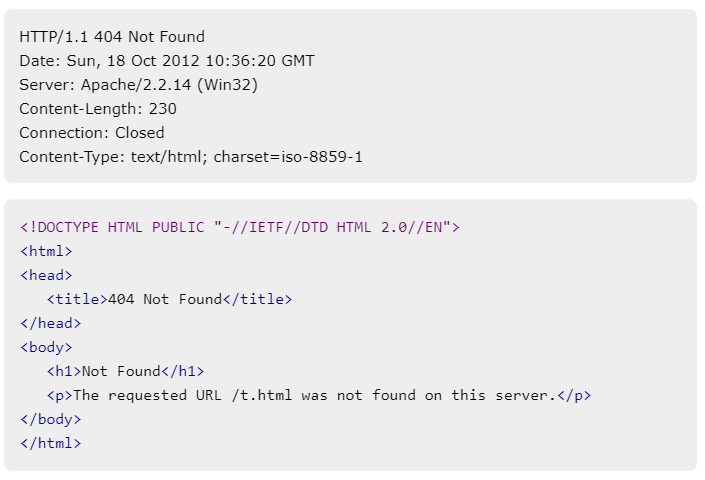 HTTP/1.1 404 Not Found
Date: Sun, 18 Oct 2012 10:36:20 GMT
Server: Apache/2.2.14 (Win32)
Content-Length: 230
Connection: Closed
Content-Type: text/html; charset=iso-8859-1
<!DOCTYPE HTML PUBLIC "-//IETF//DTD HTML 2.0//EN">
<html>
<head>
   <title>404 Not Found</title>
</head>
<body>
   <h1>Not Found</h1>
   <p>The requested URL /t.html was not found on this server.</p>
</body>
</html>